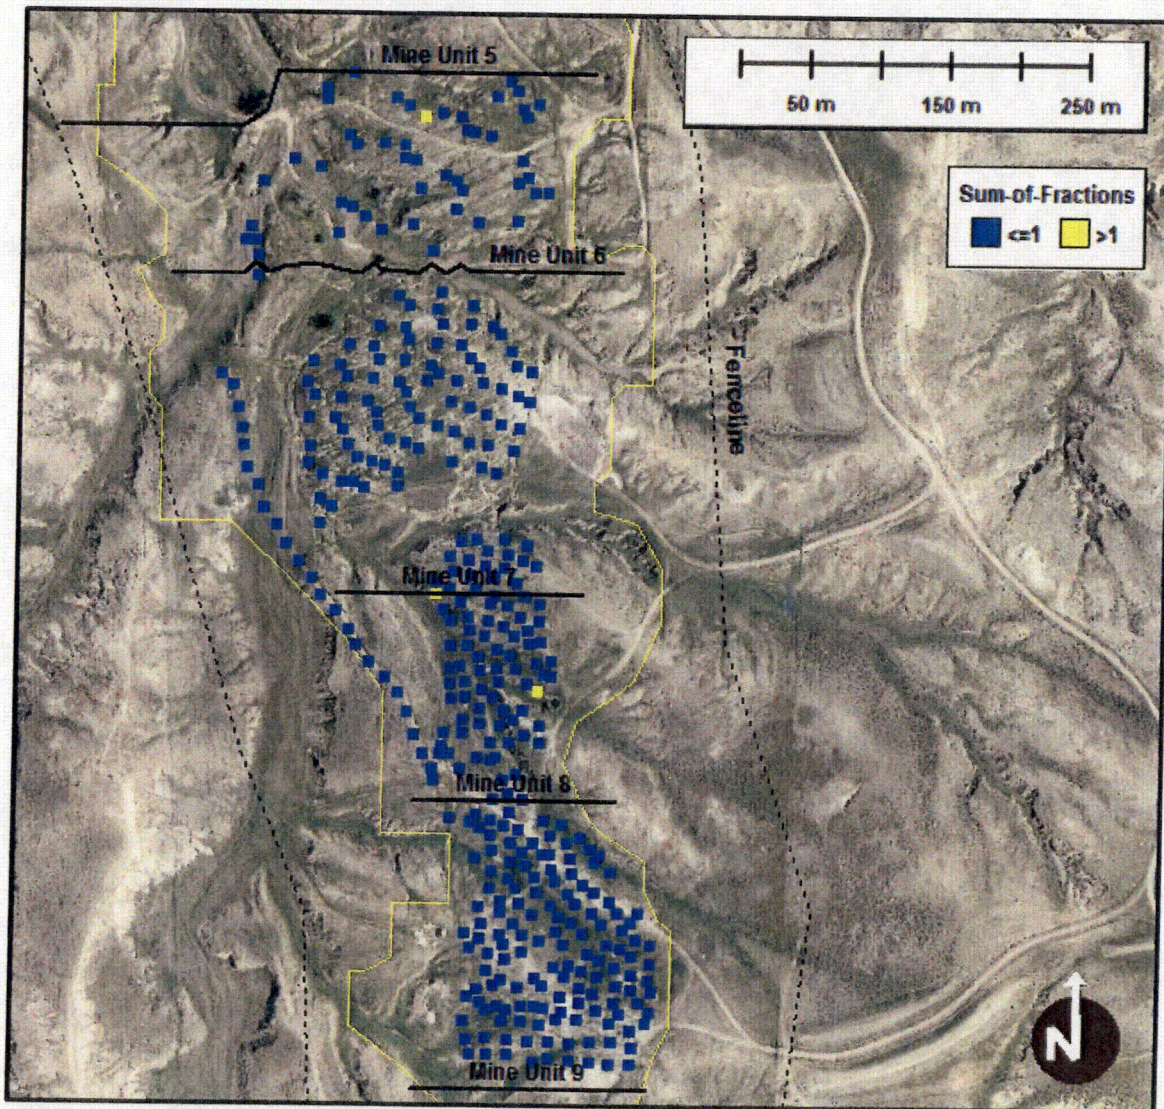 Mine Unit 5
50 m 150 m 250 m
Sum-of-Fractions
<=1 >1
Mine Unit 6
Fenceline
Mine Unit 7
Mine Unit 8
Mine Unit 9
N